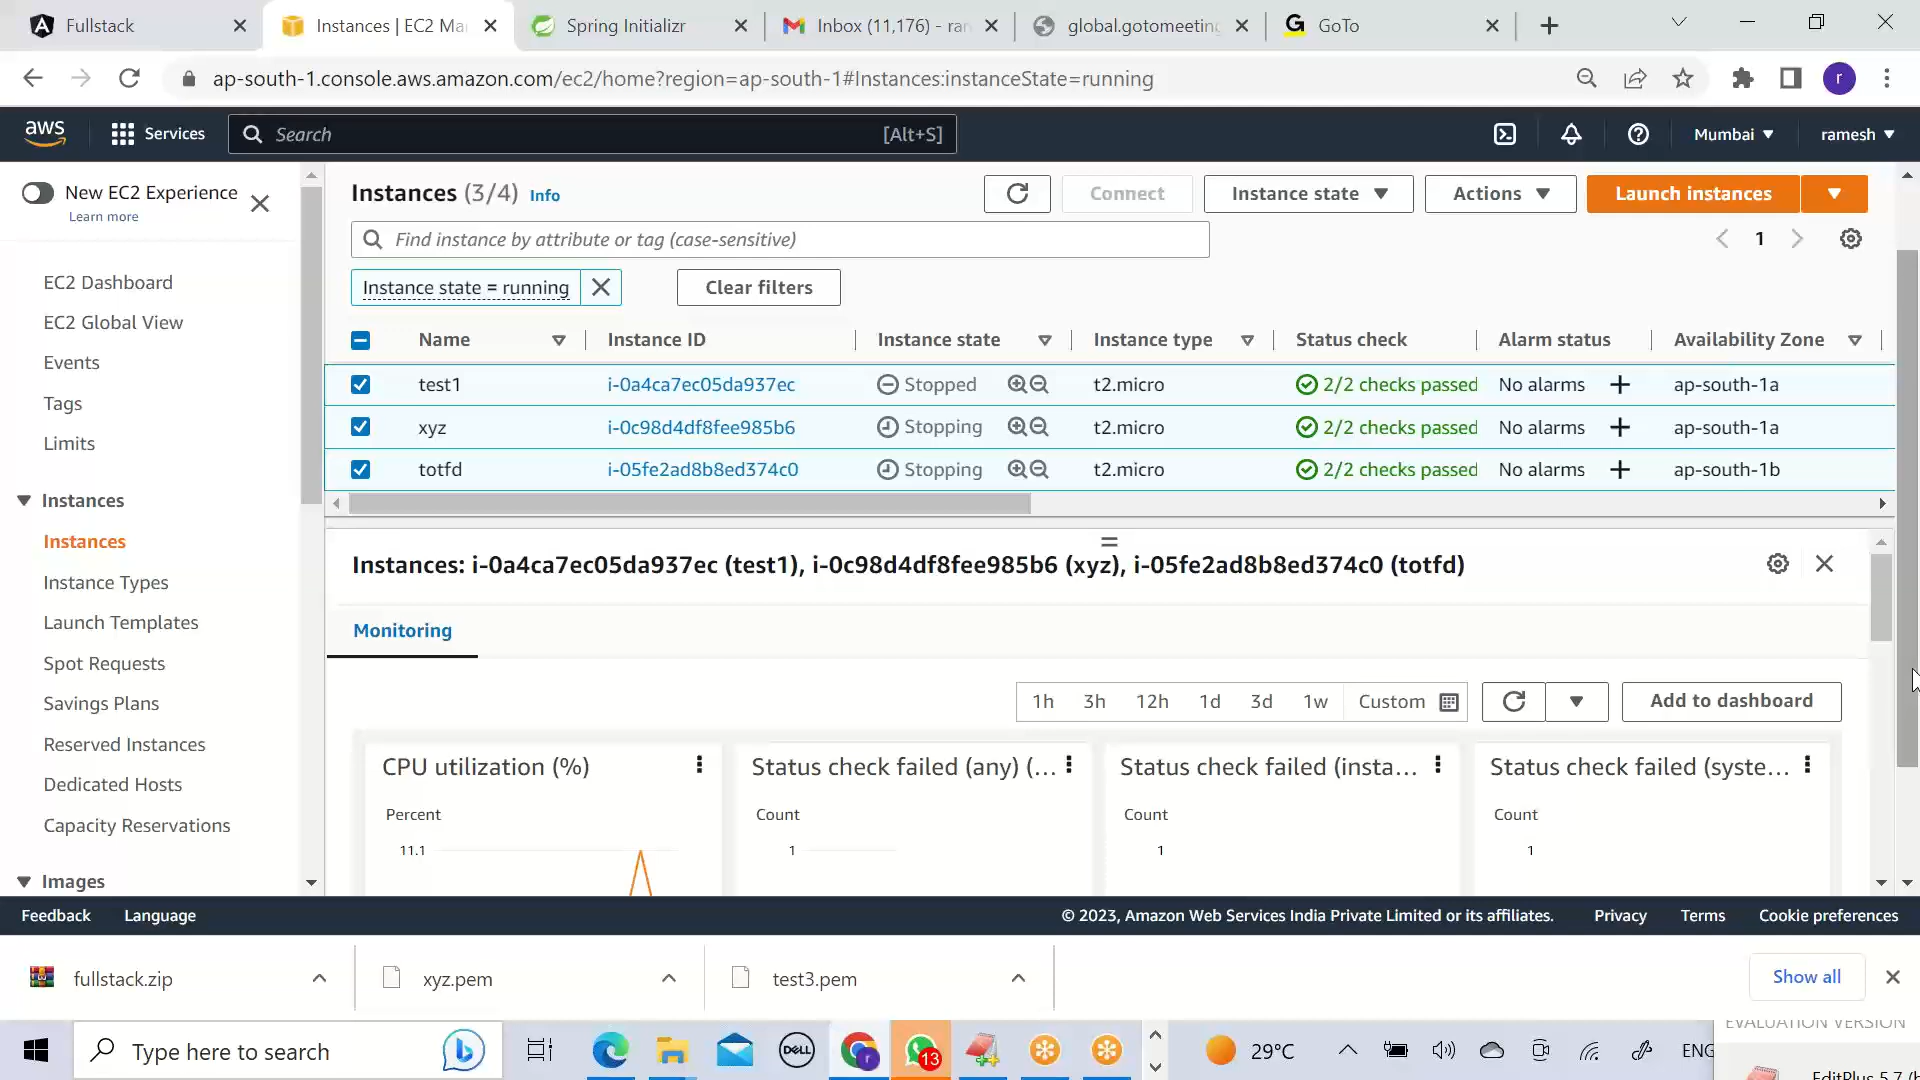 Fullstack
Instances | EC2 Ma
Spring Initializr
Inbox (11,176) - ra
global.gotomeeting
GoTo
ap-south-1.console.aws.amazon.com/ec2/home?region=ap-south-1#Instances:instanceState=running
r
aws
Services
Search
[Alt+S]
Mumbai
ramesh
New EC2 Experience
Learn more
EC2 Dashboard
EC2 Global View
Events
Tags
Limits
Instances
Instances
Instance Types
Launch Templates
Spot Requests
Savings Plans
Reserved Instances
Dedicated Hosts
Capacity Reservations
Images
Instances (3/4) Info
Connect
Instance state
Actions
Launch instances
Find instance by attribute or tag (case-sensitive)
1
Instance state = running
Clear filters
Name Instance ID Instance state Instance type Status check Alarm status Availability Zone
test1 i-0a4ca7ec05da937ec Stopped t2.micro 2/2 checks passed No alarms + ap-south-1a
xyz i-0c98d4df8fee985b6 Stopping t2.micro 2/2 checks passed No alarms + ap-south-1a
totfd i-05fe2ad8b8ed374c0 Stopping t2.micro 2/2 checks passed No alarms + ap-south-1b
Instances: i-0a4ca7ec05da937ec (test1), i-0c98d4df8fee985b6 (xyz), i-05fe2ad8b8ed374c0 (totfd)
Monitoring
1h 3h 12h 1d 3d 1w Custom
Add to dashboard
CPU utilization (%)
Percent
11.1
Status check failed (any) (...
Count
1
Status check failed (insta...
Count
1
Status check failed (syste...
Count
1
Feedback Language
© 2023, Amazon Web Services India Private Limited or its affiliates. Privacy Terms Cookie preferences
fullstack.zip
xyz.pem
test3.pem
Show all
Type here to search
DELL
13
29°C
ENG
EVALUATION VERSION